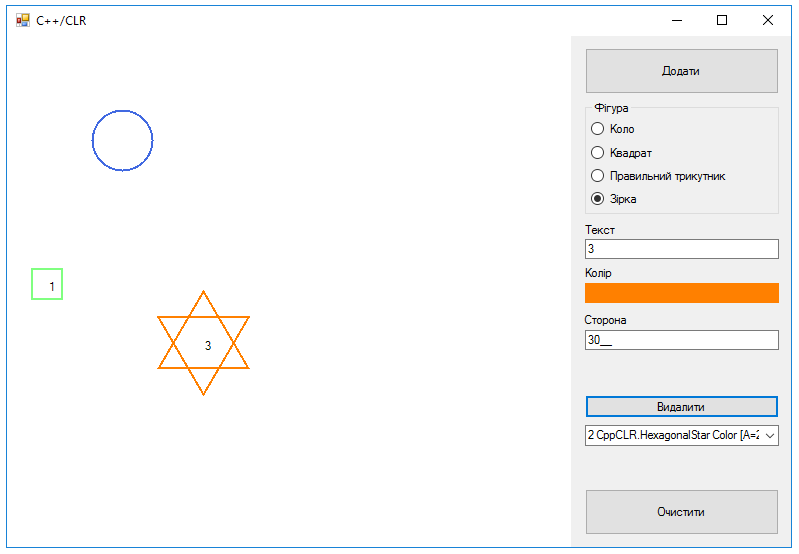 C++/CLR
Додати
Фігура
Коло
Квадрат
Правильний трикутник
Зірка
Текст
3
Колір
Сторона
30__
Видалити
2 CppCLR.HexagonalStar Color [A=2
Очистити
1
3